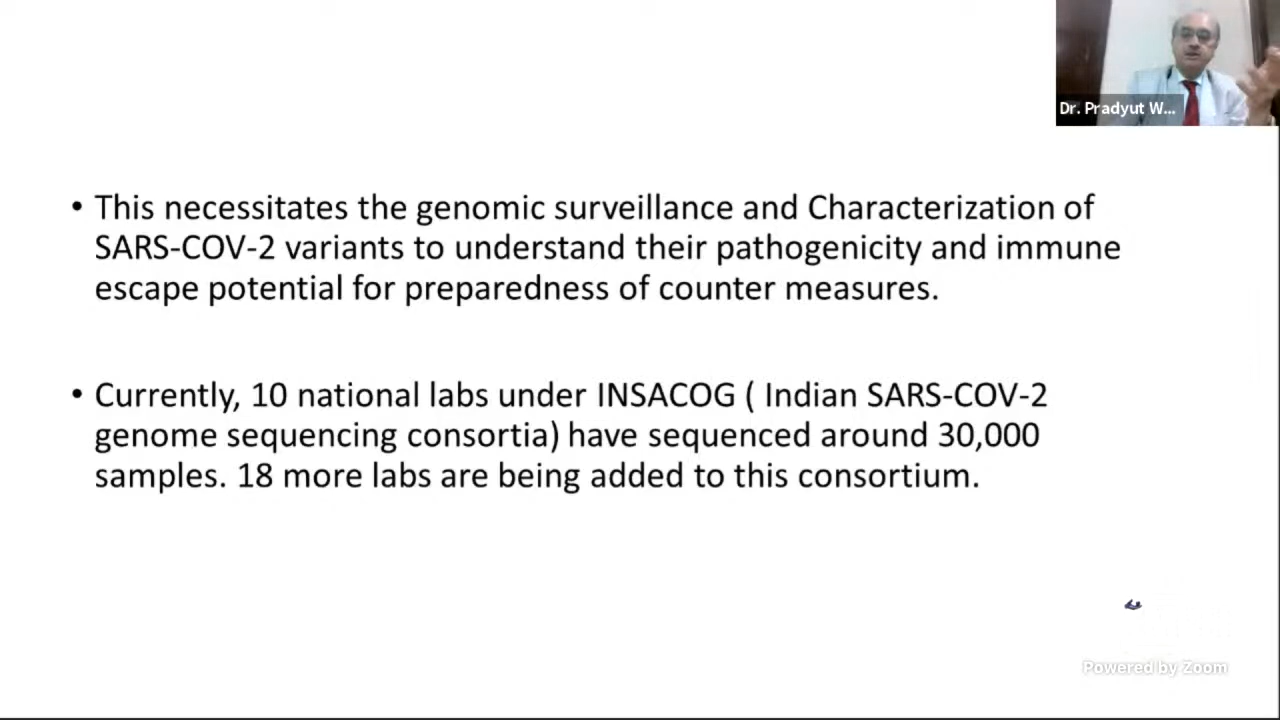 Dr. Pradyut W...
• This necessitates the genomic surveillance and Characterization of
SARS-COV-2 variants to understand their pathogenicity and immune
escape potential for preparedness of counter measures.
• Currently, 10 national labs under INSACOG ( Indian SARS-COV-2
genome sequencing consortia) have sequenced around 30,000
samples. 18 more labs are being added to this consortium.
Powered by Zoom